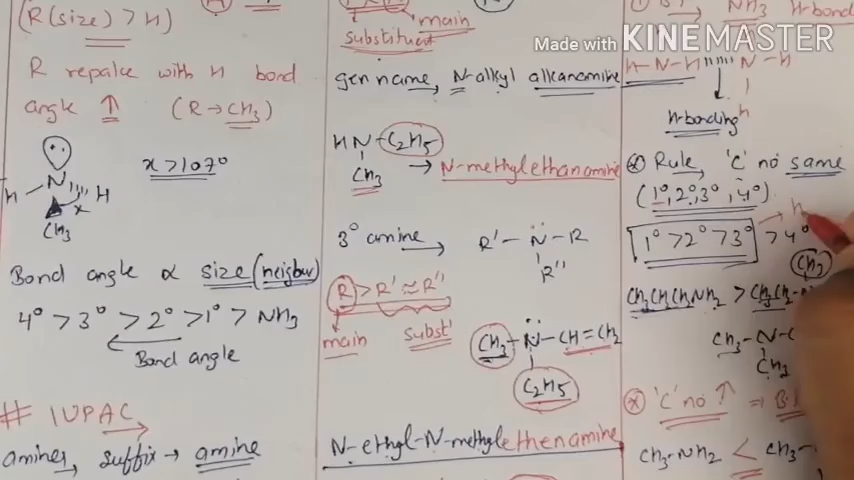 (R(size) > H)
R repalce with H bond
angle ↑ (R → CH3)
x > 107°
H N H
x
CH3
Bond angle ∝ size (neigbur)
4° > 3° > 2° > 1° > NH3
Bond angle
# IUPAC
amines → suffix → amine
main
substituent
gen name, N-alkyl alkanamine
HN-C2H5
CH3
→ N-methylethanamine
3° amine → R'-N-R
R"
R > R' ≈ R"
main subst'
CH3-N-CH=CH2
C2H5
N-ethyl-N-methylethenamine
NH3 H-bond
Made with KINEMASTER
H-N-H N-H
H
H-bonding
Rule, 'C' no same
(1°, 2°, 3°, 4°)
1° > 2° > 3° > 4°
CH3
CH3CH2CH2NH2 > CH3CH2-
CH3-N-
CH3
'C' no ↑ ⇒ B.
CH3-NH2 < CH3-